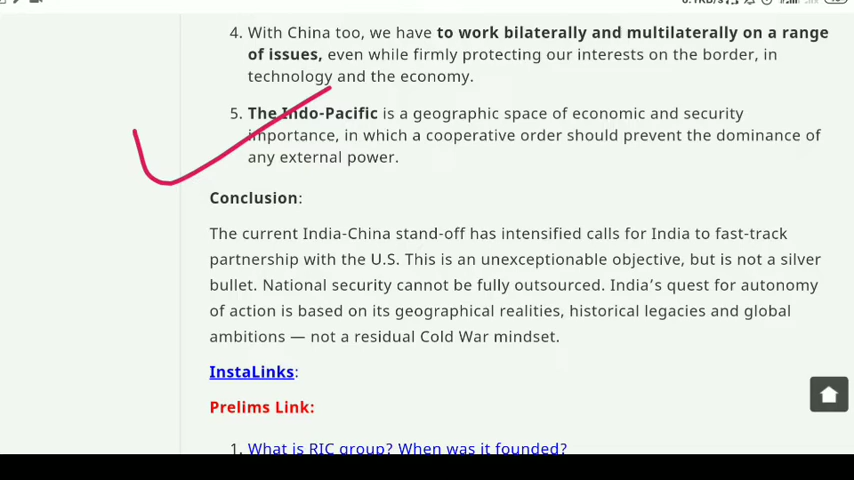 4. With China too, we have to work bilaterally and multilaterally on a range
of issues, even while firmly protecting our interests on the border, in
technology and the economy.
5. The Indo-Pacific is a geographic space of economic and security
importance, in which a cooperative order should prevent the dominance of
any external power.
Conclusion:
The current India-China stand-off has intensified calls for India to fast-track
partnership with the U.S. This is an unexceptionable objective, but is not a silver
bullet. National security cannot be fully outsourced. India’s quest for autonomy
of action is based on its geographical realities, historical legacies and global
ambitions — not a residual Cold War mindset.
InstaLinks:
Prelims Link:
1. What is RIC group? When was it founded?